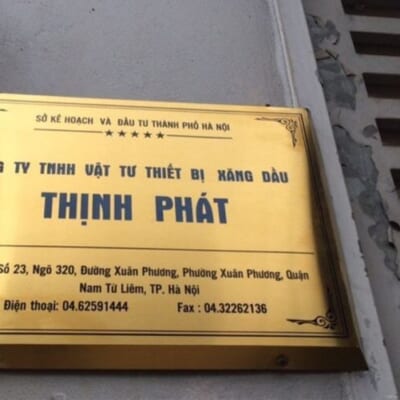 SỞ KẾ HOẠCH VÀ ĐẦU TƯ THÀNH PHỐ HÀ NỘI
TY TNHH VẬT TƯ THIẾT BỊ XĂNG DẦU
THỊNH PHÁT
Số 23, Ngõ 320, Đường Xuân Phương, Phường Xuân Phương, Quận
Nam Từ Liêm, TP. Hà Nội
Điện thoại: 04.62591444 Fax : 04.32262136